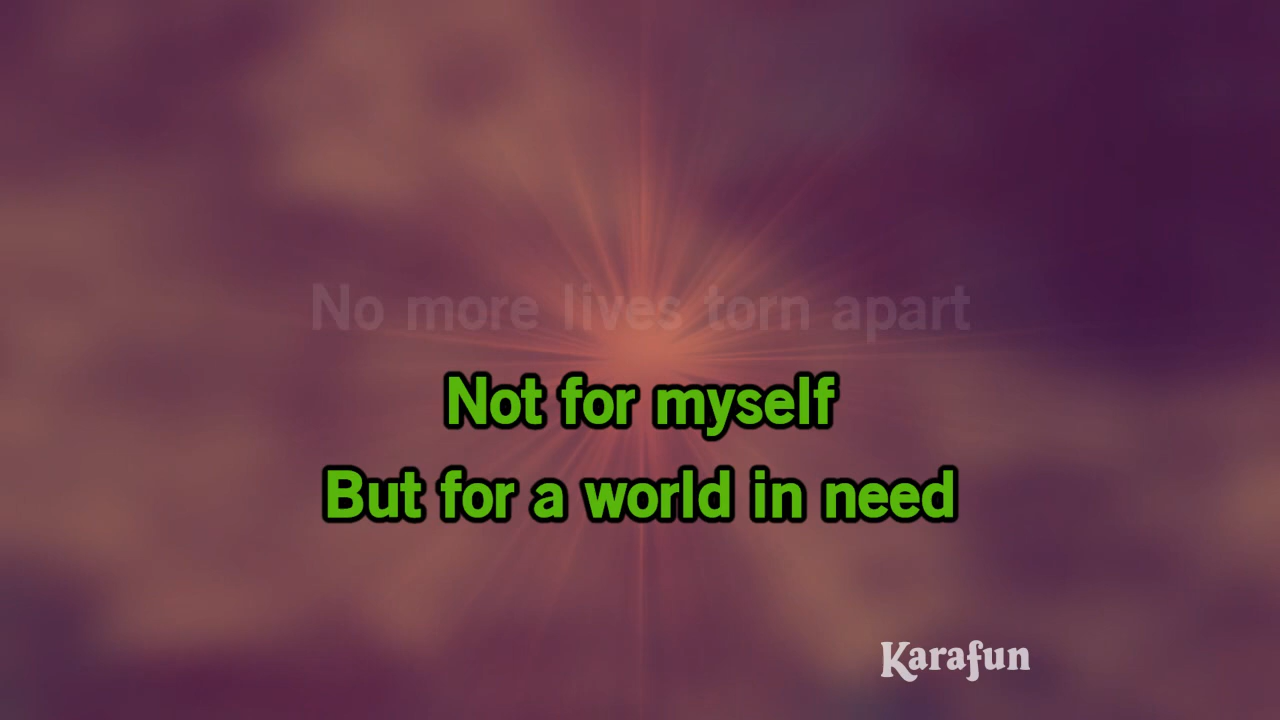 No more lives torn apart
Not for myself
But for a world in need
Karafun